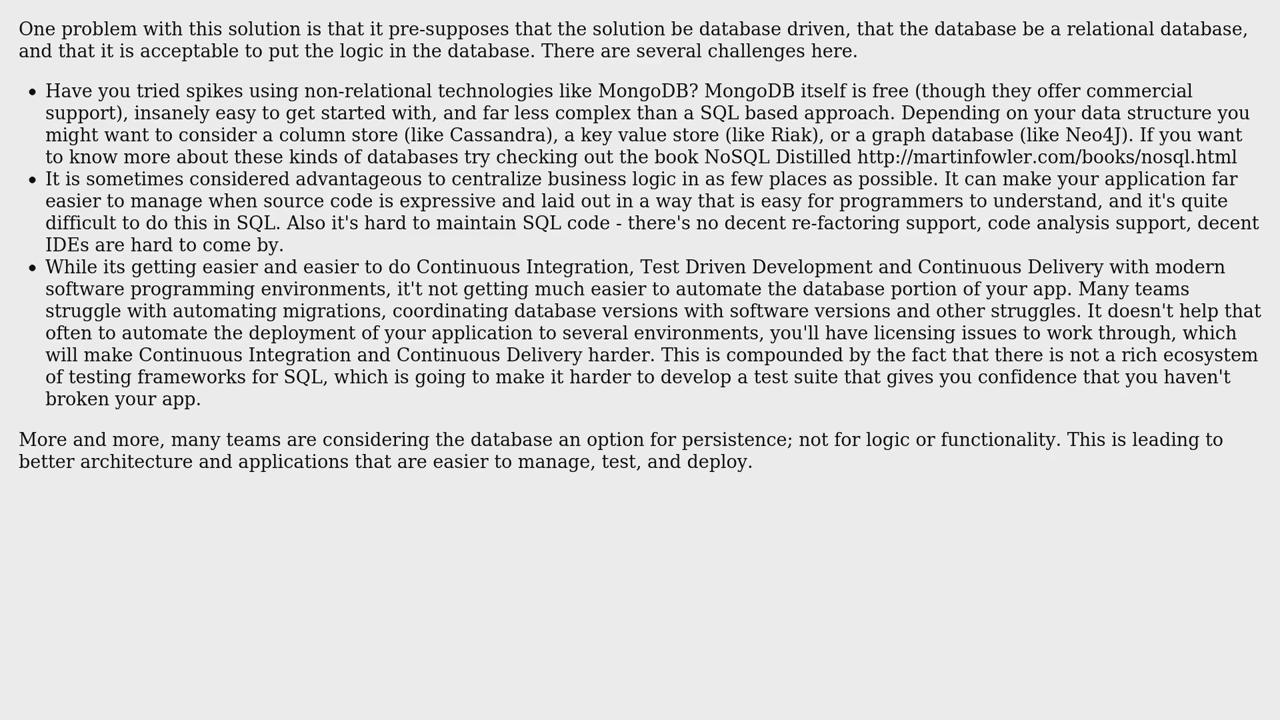 One problem with this solution is that it pre-supposes that the solution be database driven, that the database be a relational database,
and that it is acceptable to put the logic in the database. There are several challenges here.
• Have you tried spikes using non-relational technologies like MongoDB? MongoDB itself is free (though they offer commercial
support), insanely easy to get started with, and far less complex than a SQL based approach. Depending on your data structure you
might want to consider a column store (like Cassandra), a key value store (like Riak), or a graph database (like Neo4J). If you want
to know more about these kinds of databases try checking out the book NoSQL Distilled http://martinfowler.com/books/nosql.html
• It is sometimes considered advantageous to centralize business logic in as few places as possible. It can make your application far
easier to manage when source code is expressive and laid out in a way that is easy for programmers to understand, and it's quite
difficult to do this in SQL. Also it's hard to maintain SQL code - there's no decent re-factoring support, code analysis support, decent
IDEs are hard to come by.
• While its getting easier and easier to do Continuous Integration, Test Driven Development and Continuous Delivery with modern
software programming environments, it't not getting much easier to automate the database portion of your app. Many teams
struggle with automating migrations, coordinating database versions with software versions and other struggles. It doesn't help that
often to automate the deployment of your application to several environments, you'll have licensing issues to work through, which
will make Continuous Integration and Continuous Delivery harder. This is compounded by the fact that there is not a rich ecosystem
of testing frameworks for SQL, which is going to make it harder to develop a test suite that gives you confidence that you haven't
broken your app.
More and more, many teams are considering the database an option for persistence; not for logic or functionality. This is leading to
better architecture and applications that are easier to manage, test, and deploy.